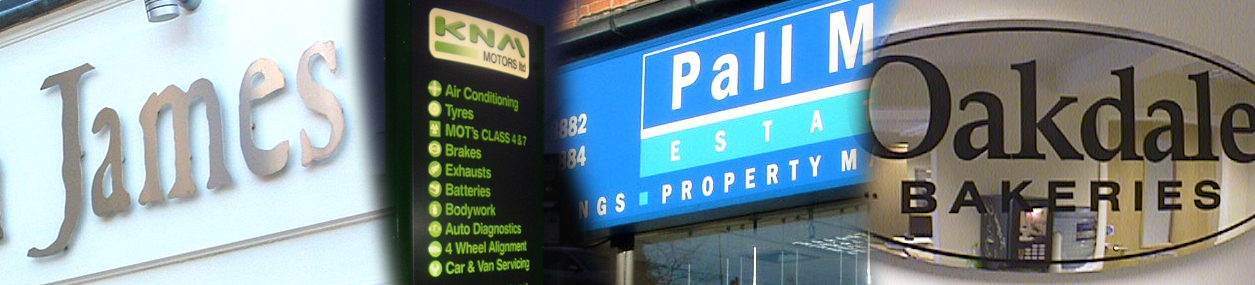 James
KNM
MOTORS ltd
Air Conditioning
Tyres
MOT's CLASS 4 & 7
Brakes
Exhausts
Batteries
Bodywork
Auto Diagnostics
4 Wheel Alignment
Car & Van Servicing
Pall M
882
884
ESTA
NGS ▪ PROPERTY M
Oakdale
BAKERIES